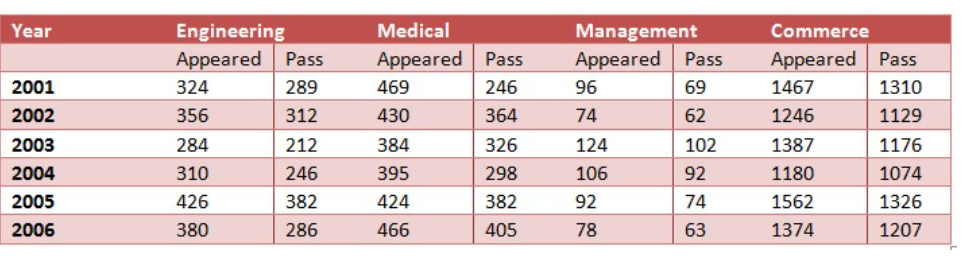 Year Engineering Medical Management Commerce
Appeared Pass Appeared Pass Appeared Pass Appeared Pass
2001 324 289 469 246 96 69 1467 1310
2002 356 312 430 364 74 62 1246 1129
2003 284 212 384 326 124 102 1387 1176
2004 310 246 395 298 106 92 1180 1074
2005 426 382 424 382 92 74 1562 1326
2006 380 286 466 405 78 63 1374 1207